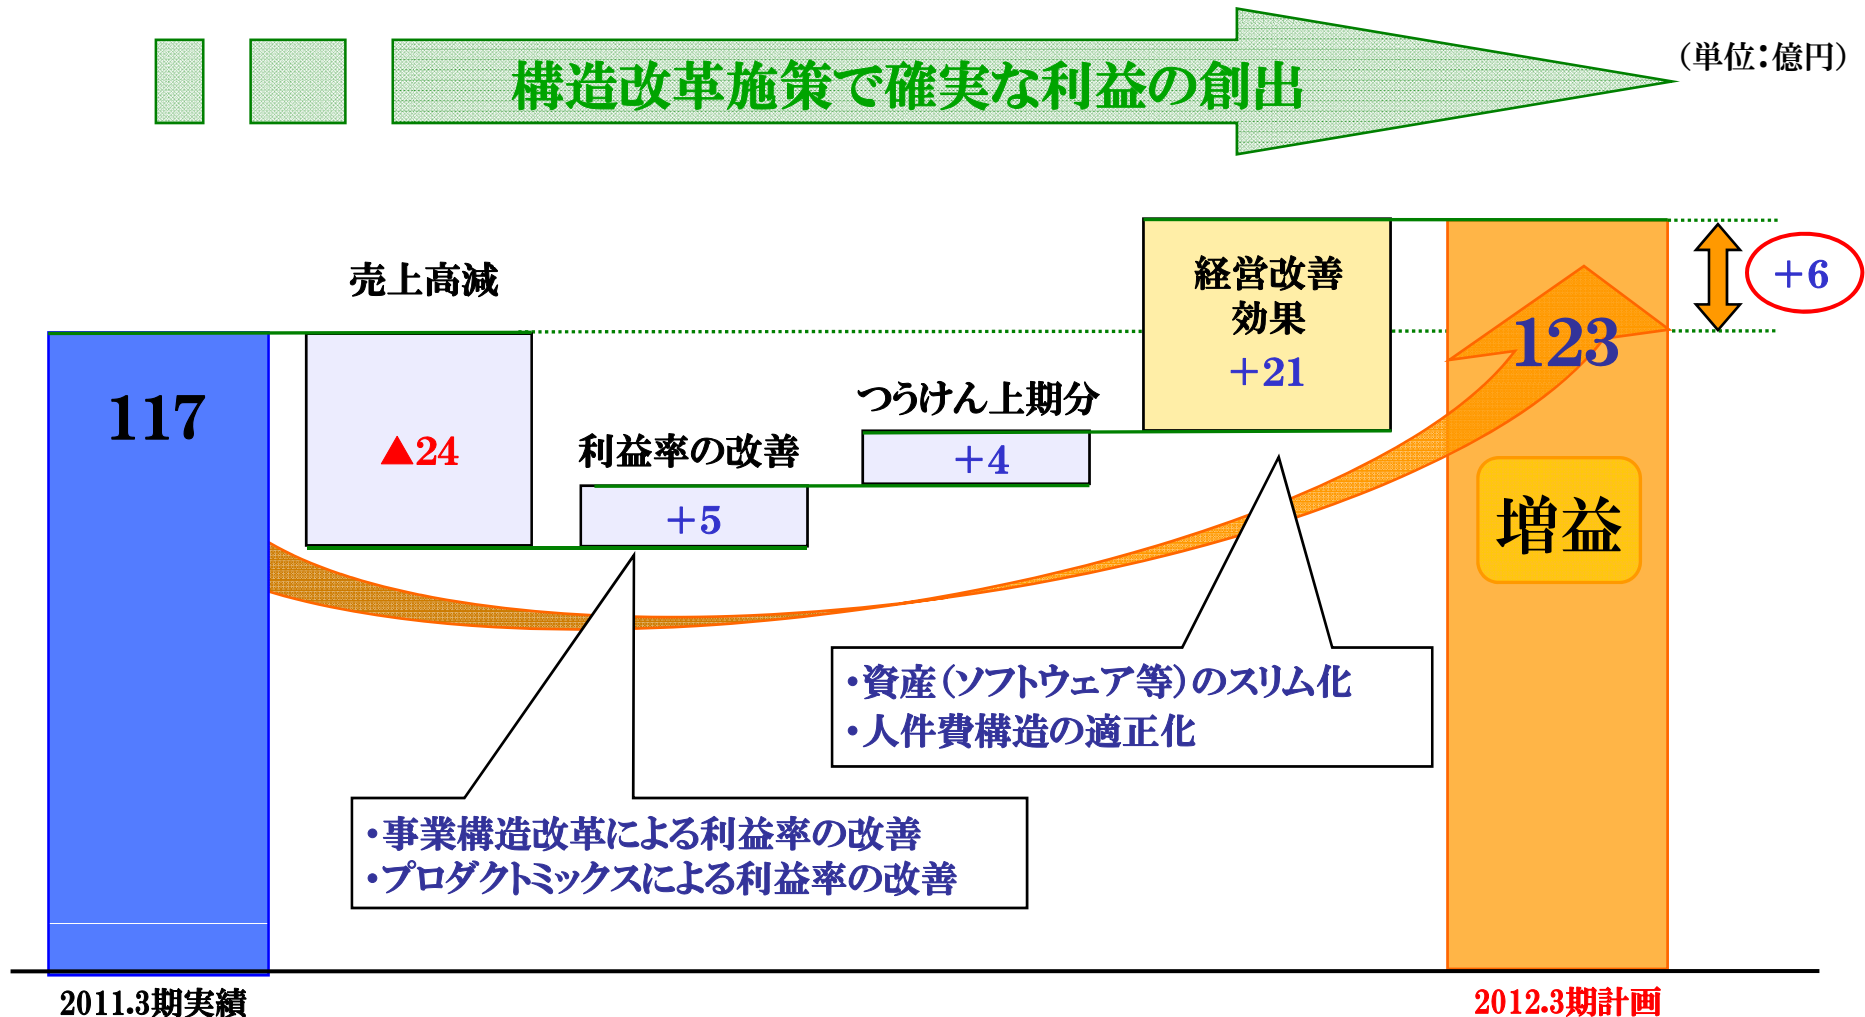 構造改革施策で確実な利益の創出
（単位：億円）
売上高減
経営改善
効果
+21
+6
117
123
▲24
つうけん上期分
+4
利益率の改善
+5
増益
・資産（ソフトウェア等）のスリム化
・人件費構造の適正化
・事業構造改革による利益率の改善
・プロダクトミックスによる利益率の改善
2011.3期実績
2012.3期計画